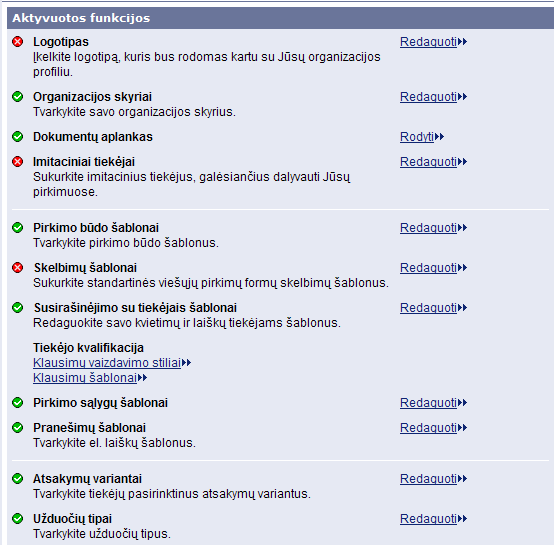 Aktyvuotos funkcijos
Logotipas Redaguoti
Įkelkite logotipą, kuris bus rodomas kartu su Jūsų organizacijos
profiliu.
Organizacijos skyriai Redaguoti
Tvarkykite savo organizacijos skyrius.
Dokumentų aplankas Rodyti
Imitaciniai tiekėjai Redaguoti
Sukurkite imitacinius tiekėjus, galėsiančius dalyvauti Jūsų
pirkimuose.
Pirkimo būdo šablonai Redaguoti
Tvarkykite pirkimo būdo šablonus.
Skelbimų šablonai Redaguoti
Sukurkite standartinės viešųjų pirkimų formų skelbimų šablonus.
Susirašinėjimo su tiekėjais šablonai Redaguoti
Redaguokite savo kvietimų ir laiškų tiekėjams šablonus.
Tiekėjo kvalifikacija
Klausimų vaizdavimo stiliai
Klausimų šablonai
Pirkimo sąlygų šablonai Redaguoti
Pranešimų šablonai Redaguoti
Tvarkykite el. laiškų šablonus.
Atsakymų variantai Redaguoti
Tvarkykite tiekėjų pasirinktinus atsakymų variantus.
Užduočių tipai Redaguoti
Tvarkykite užduočių tipus.